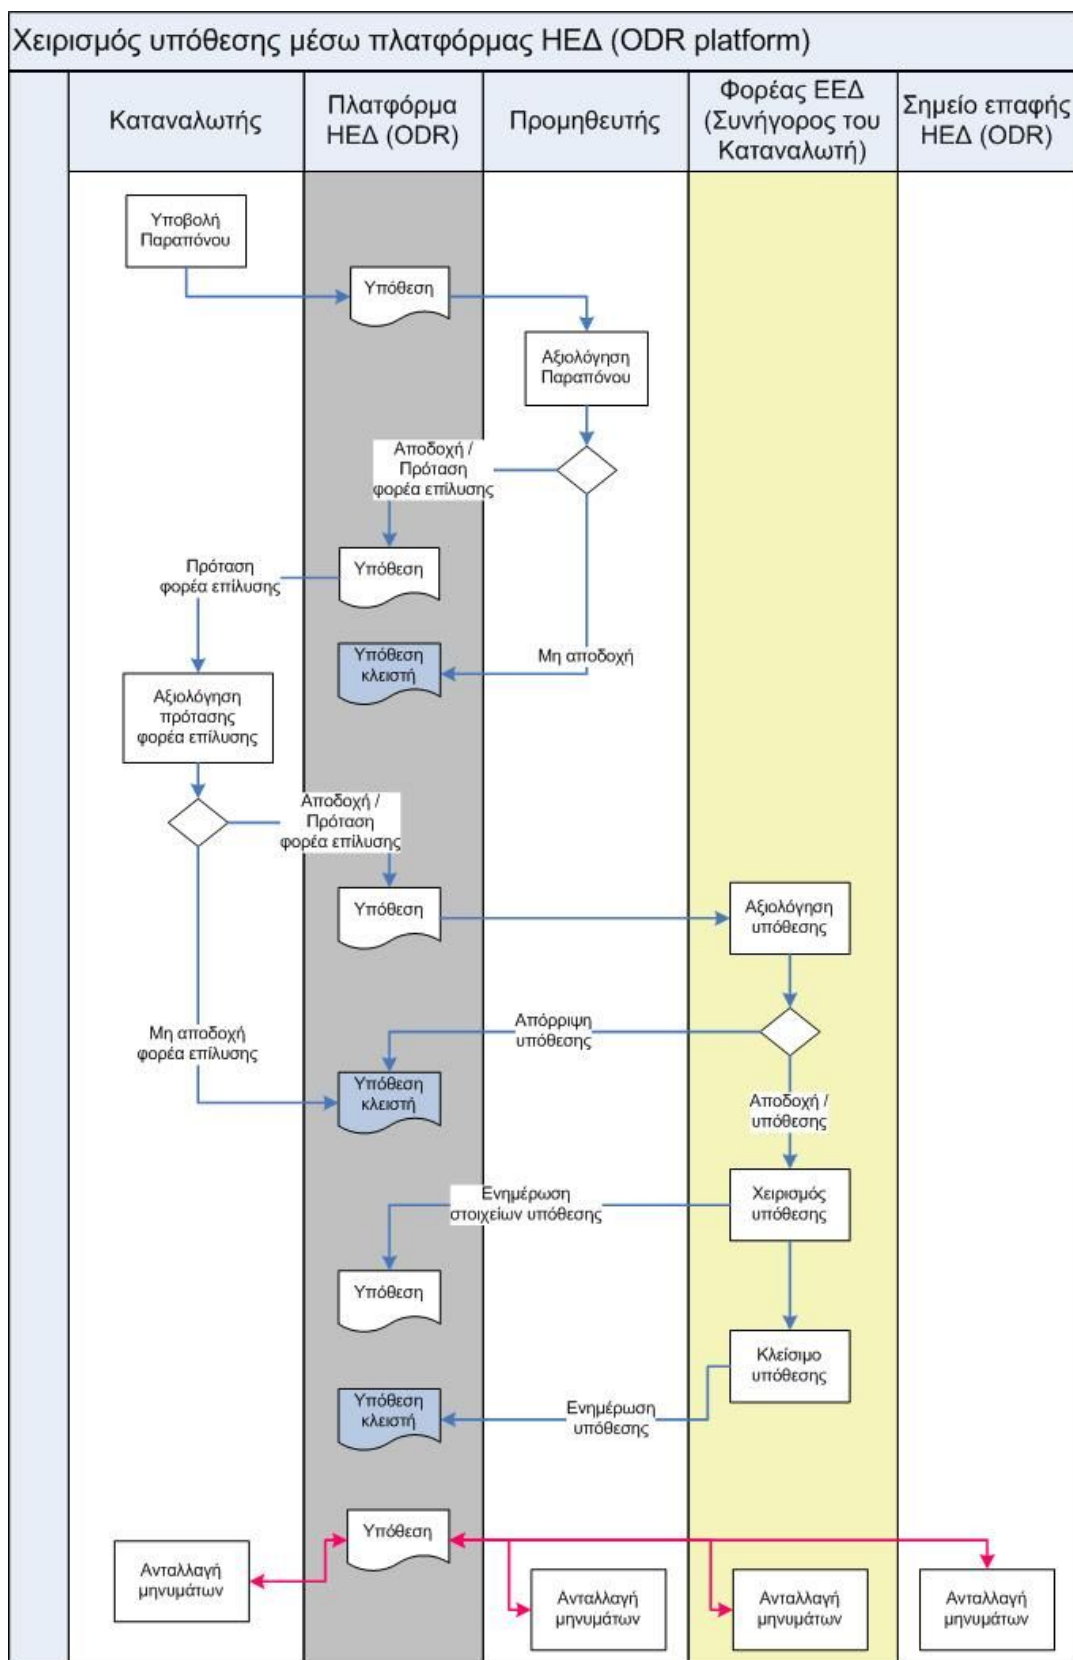 Χειρισμός υπόθεσης μέσω πλατφόρμας ΗΕΔ (ODR platform)
Καταναλωτής
Πλατφόρμα
ΗΕΔ (ODR)
Προμηθευτής
Φορέας ΕΕΔ
(Συνήγορος του
Καταναλωτή)
Σημείο επαφής
ΗΕΔ (ODR)
Υποβολή
Παραπόνου
Υπόθεση
Αξιολόγηση
Παραπόνου
Αποδοχή /
Πρόταση
φορέα επίλυσης
Υπόθεση
Πρόταση
φορέα επίλυσης
Υπόθεση
κλειστή
Μη αποδοχή
Αξιολόγηση
πρότασης
φορέα επίλυσης
Αποδοχή /
Πρόταση
φορέα επίλυσης
Υπόθεση
Αξιολόγηση
υπόθεσης
Μη αποδοχή
φορέα επίλυσης
Απόρριψη
υπόθεσης
Υπόθεση
κλειστή
Αποδοχή /
υπόθεσης
Ενημέρωση
στοιχείων υπόθεσης
Χειρισμός
υπόθεσης
Υπόθεση
Κλείσιμο
υπόθεσης
Υπόθεση
κλειστή
Ενημέρωση
υπόθεσης
Υπόθεση
Ανταλλαγή
μηνυμάτων
Ανταλλαγή
μηνυμάτων
Ανταλλαγή
μηνυμάτων
Ανταλλαγή
μηνυμάτων